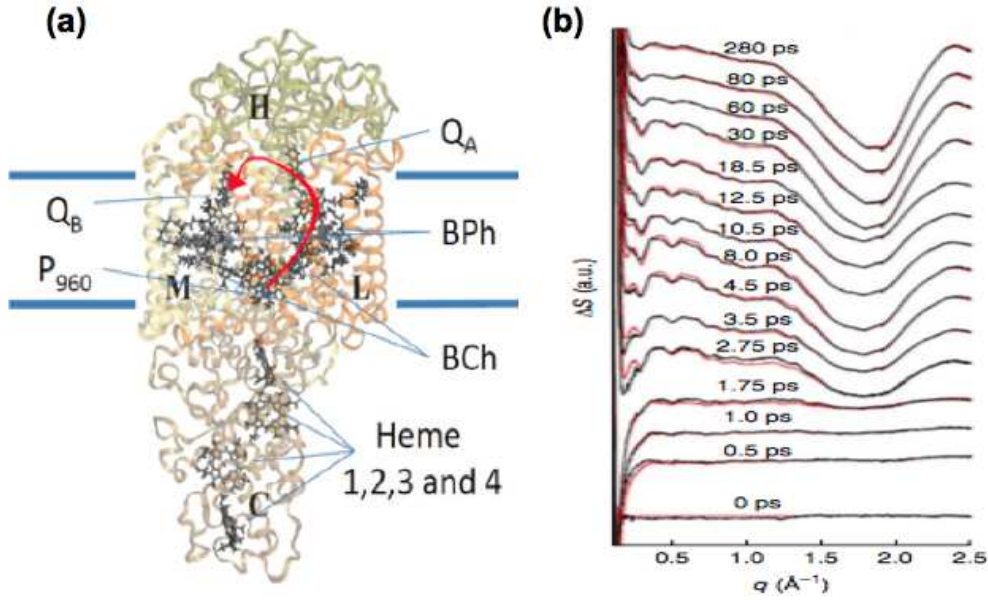 (a)
H
Q_A
Q_B
BPh
P_960
M
L
BCh
Heme
1,2,3 and 4
C
(b)
280 ps
80 ps
60 ps
30 ps
18.5 ps
12.5 ps
10.5 ps
8.0 ps
4.5 ps
3.5 ps
2.75 ps
1.75 ps
1.0 ps
0.5 ps
0 ps
ΔS (a.u.)
0.5 1.0 1.5 2.0 2.5
q (Å⁻¹)